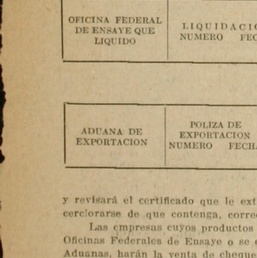 OFICINA FEDERAL
DE ENSAYE QUE
LIQUIDO
LIQUIDACIO
NUMERO FEC
ADUANA DE
EXPORTACION
POLIZA DE
EXPORTACION
NUMERO FECHA
y revisará el certificado que le ext
cerciorarse de que contenga, correc
Las empresas cuyos productos
Oficinas Federales de Ensaye o se e
Aduanas, harán la venta de cheque